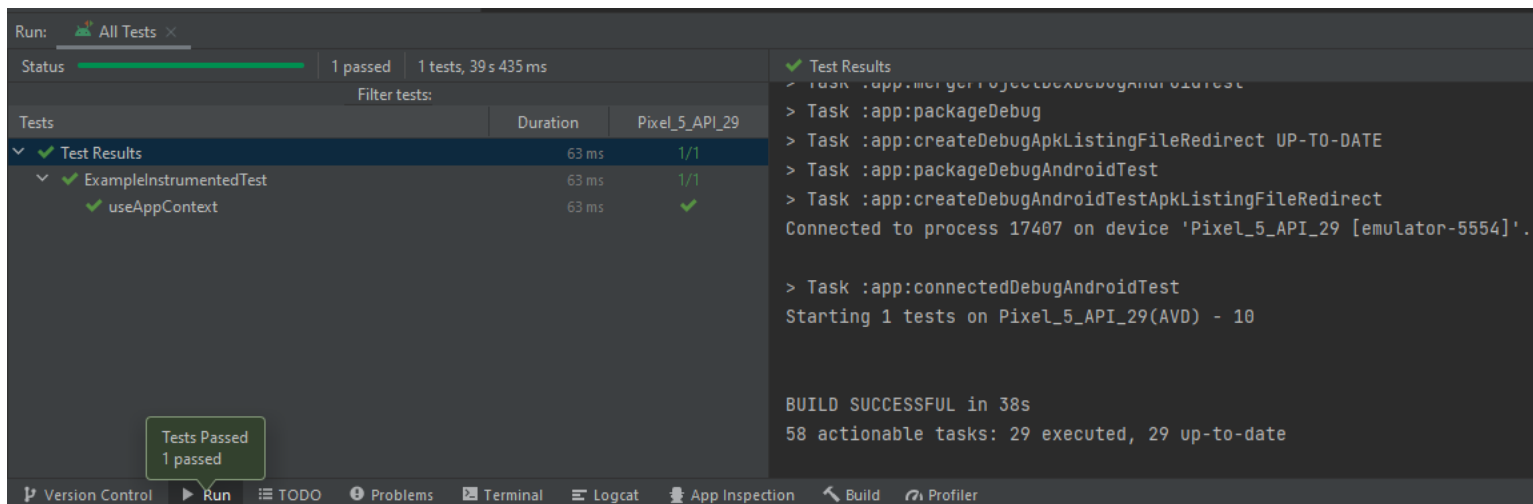 Run: All Tests
Status 1 passed 1 tests, 39 s 435 ms
Filter tests:
Tests Duration Pixel_5_API_29
Test Results 63 ms 1/1
ExampleInstrumentedTest 63 ms 1/1
useAppContext 63 ms
Test Results
> Task :app:mergeProjectDexDebugAndroidTest
> Task :app:packageDebug
> Task :app:createDebugApkListingFileRedirect UP-TO-DATE
> Task :app:packageAndroidTest
> Task :app:createDebugAndroidTestApkListingFileRedirect
Connected to process 17407 on device 'Pixel_5_API_29 [emulator-5554]'.
> Task :app:connectedDebugAndroidTest
Starting 1 tests on Pixel_5_API_29(AVD) - 10
BUILD SUCCESSFUL in 38s
58 actionable tasks: 29 executed, 29 up-to-date
Tests Passed
1 passed
Version Control Run TODO Problems Terminal Logcat App Inspection Build Profiler